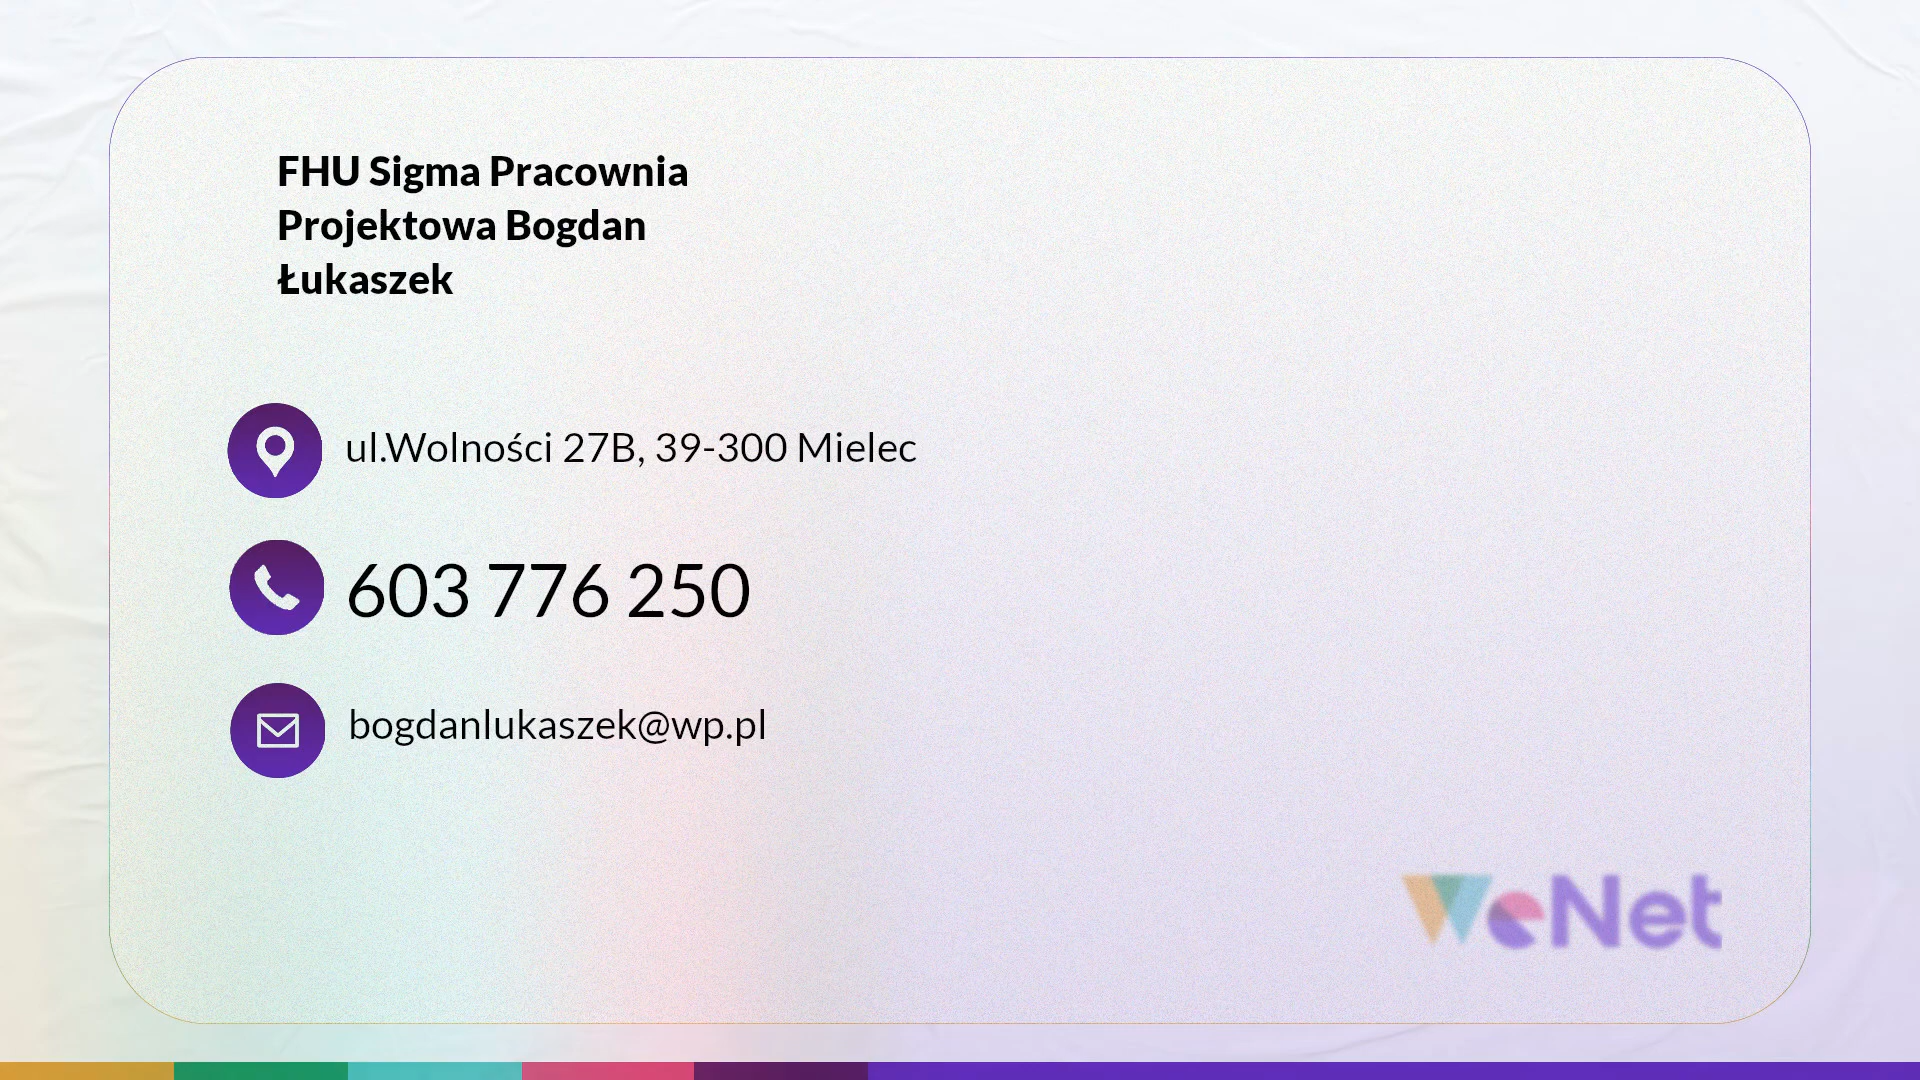 FHU Sigma Pracownia
Projektowa Bogdan
Łukaszek
ul.Wolności 27B, 39-300 Mielec
603 776 250
bogdanlukaszek@wp.pl
WeNet